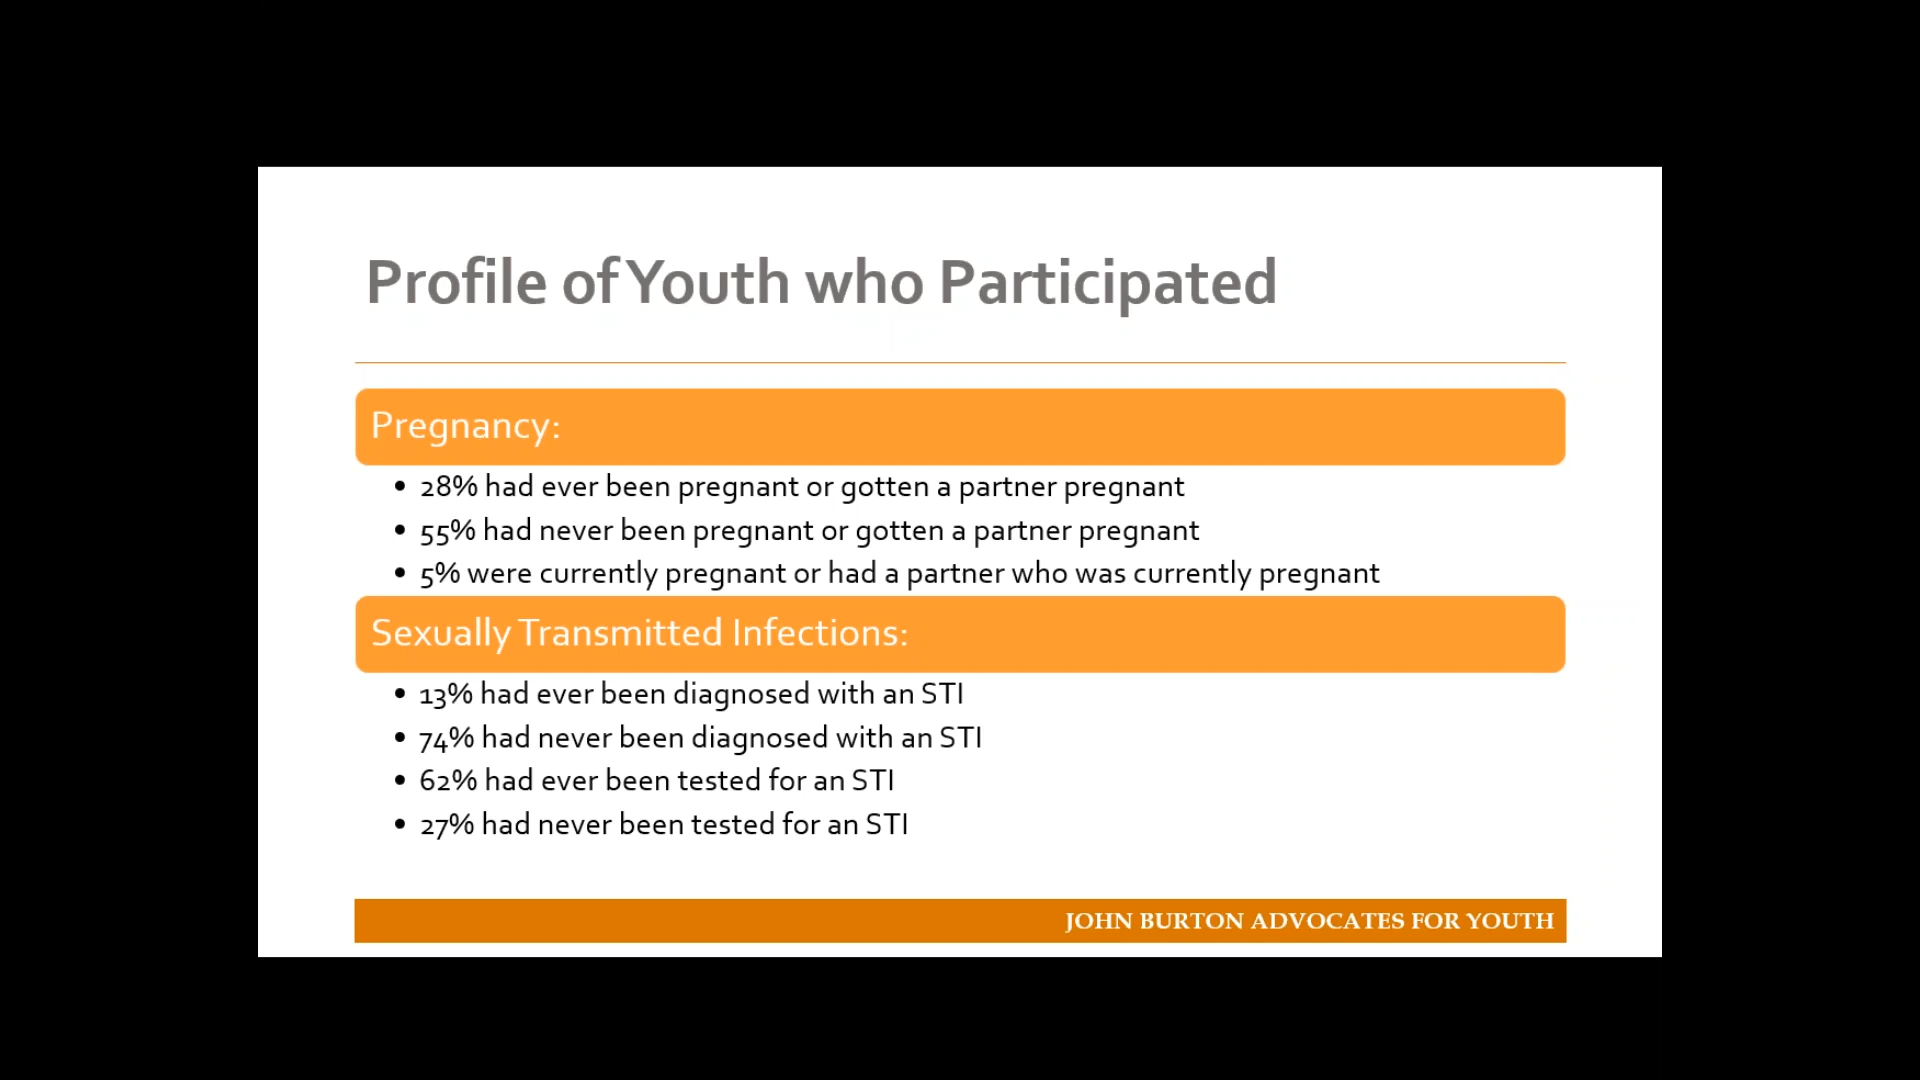 Profile of Youth who Participated
Pregnancy:
• 28% had ever been pregnant or gotten a partner pregnant
• 55% had never been pregnant or gotten a partner pregnant
• 5% were currently pregnant or had a partner who was currently pregnant
Sexually Transmitted Infections:
• 13% had ever been diagnosed with an STI
• 74% had never been diagnosed with an STI
• 62% had ever been tested for an STI
• 27% had never been tested for an STI
JOHN BURTON ADVOCATES FOR YOUTH